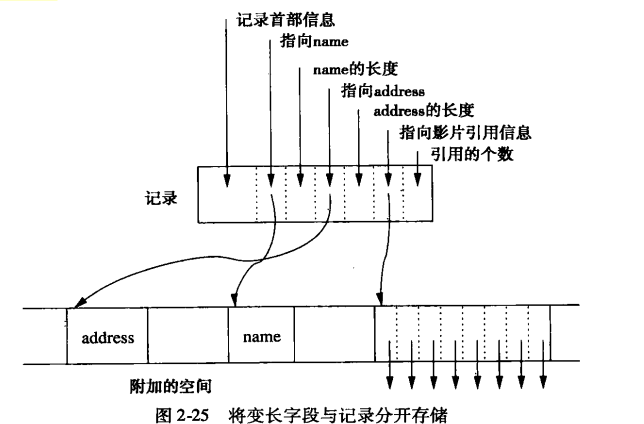 记录首部信息
指向name
name的长度
指向address
address的长度
指向影片引用信息
引用的个数
记录
address
name
附加的空间
图 2-25 将变长字段与记录分开存储